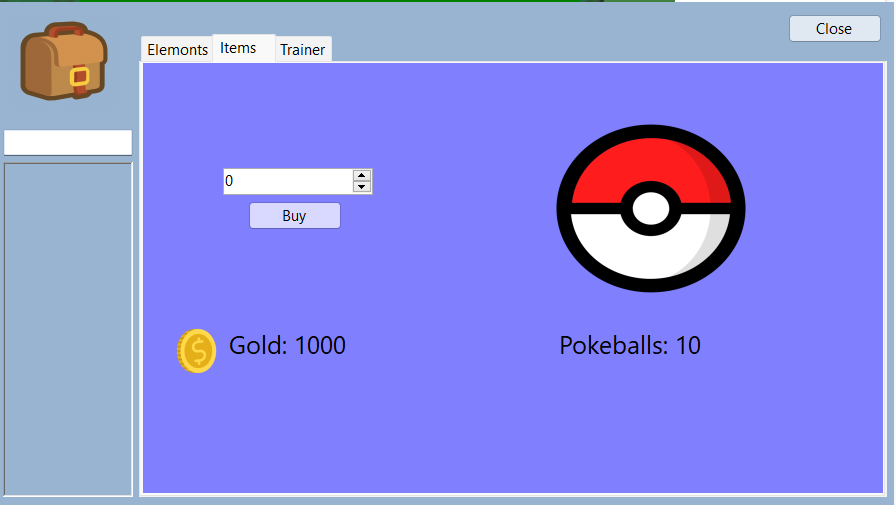 Close
Elemonts
Items
Trainer
0
Buy
$
Gold: 1000
Pokeballs: 10